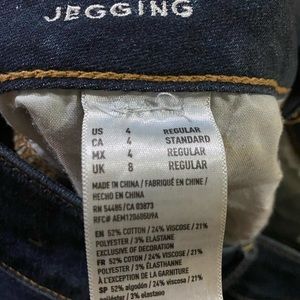 JEGGING
US 4 REGULAR
CA 4 STANDARD
MX 4 REGULAR
UK 8 REGULAR
MADE IN CHINA / FABRIQUÉ EN CHINE /
HECHO EN CHINA
RN# 54485 / CA 03873
RFC# AEM120605U9A
EN 52% COTTON / 24% VISCOSE / 21%
POLYESTER / 3% ELASTANE
EXCLUSIVE OF DECORATION
FR 52% COTON / 24% VISCOSE / 21%
POLYESTER / 3% ÉLASTANE
À L'EXCEPTION DE LA GARNITURE
SP 52% algodón / 24% viscosa / 21%
poliéster / 3% elastano